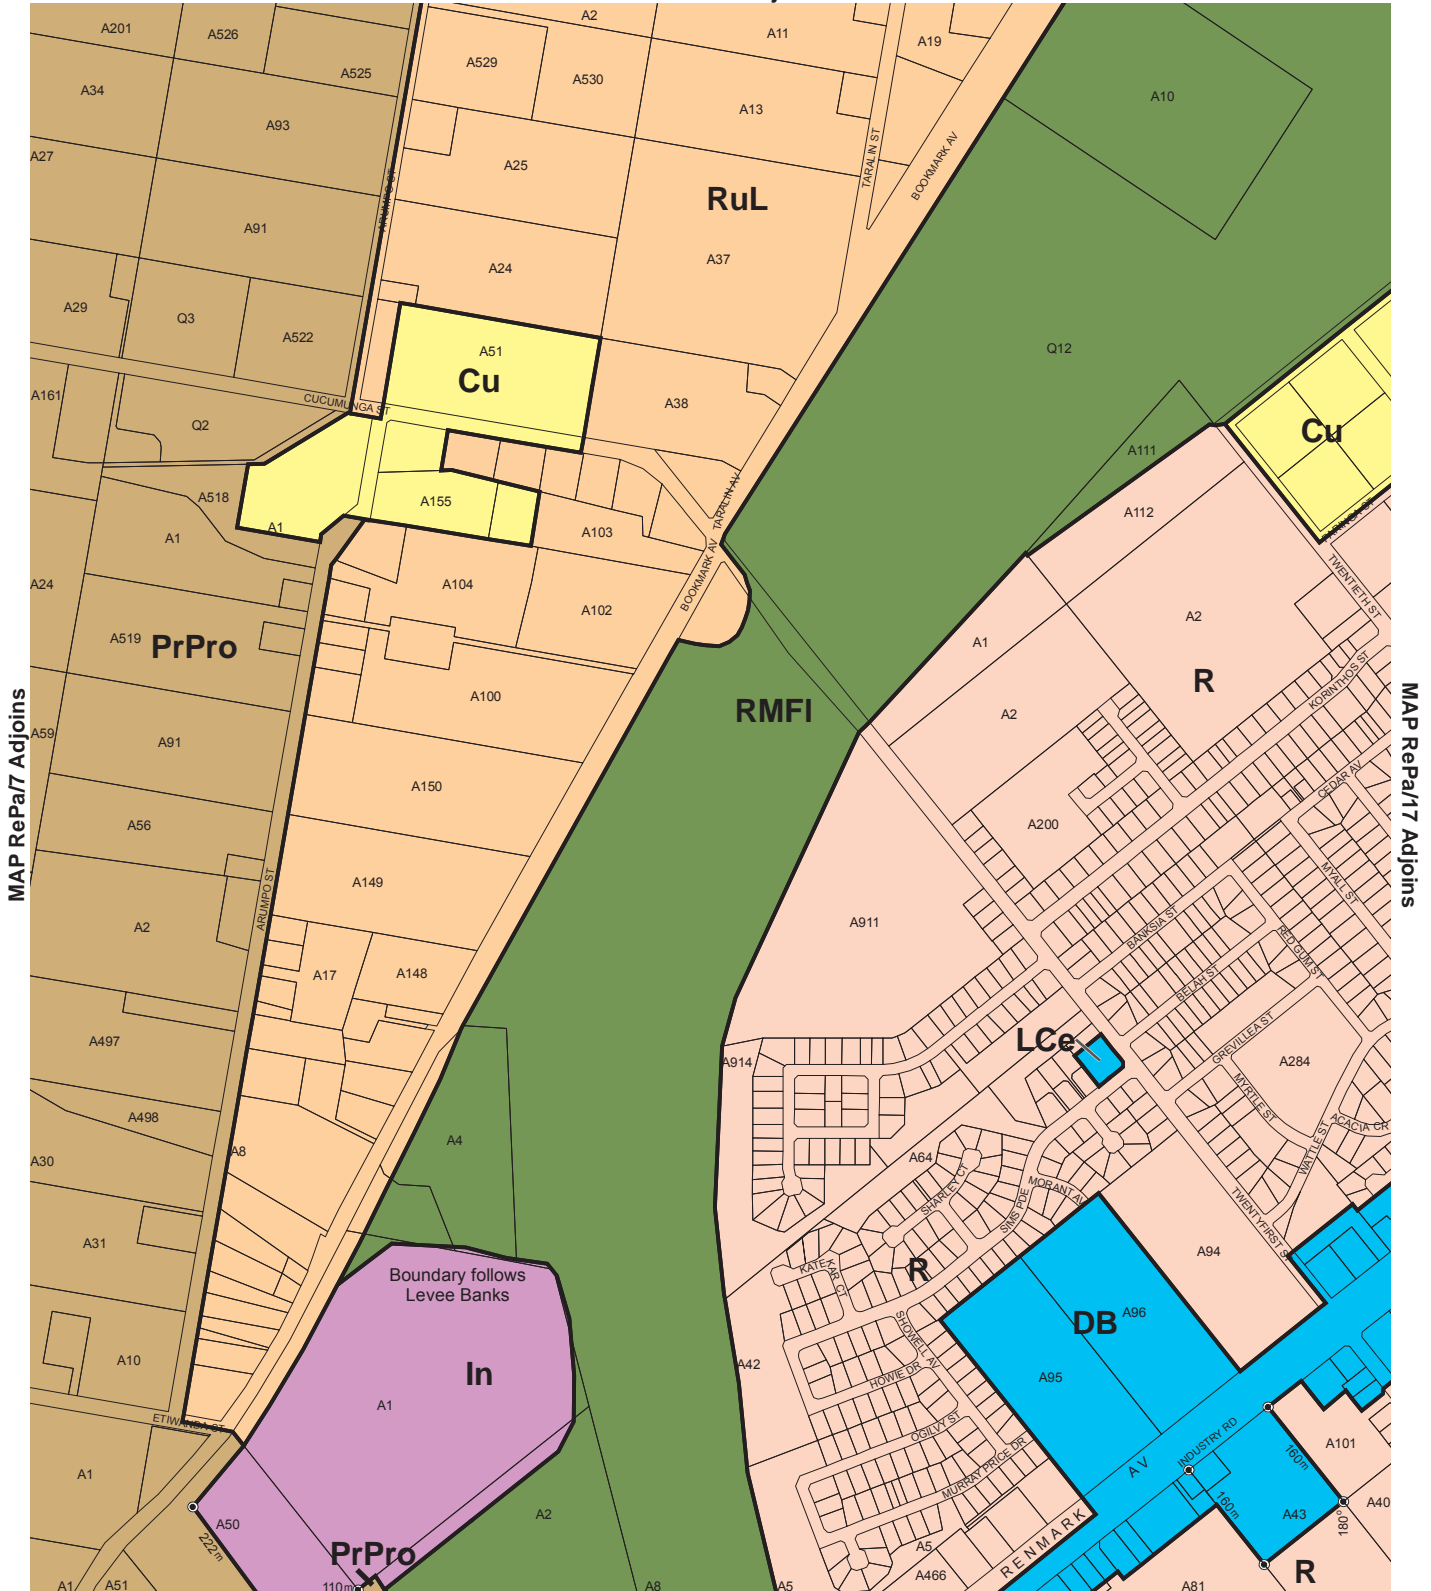 A201
A526
A2
A11
A19
A529
A530
A525
A34
A10
A13
A93
A27
TARALIN ST
BOOKMARK AV
A25
ARUMPO ST
RuL
A91
A37
A24
A29
Q3
A522
Q12
A51
Cu
A161
CUCUMUNGA ST
A38
Q2
Cu
A111
A518
A155
TARALIN AV
A112
PARINGA ST
A1
A1
A103
TWENTIETH ST
A24
A104
BOOKMARK AV
A102
A2
A519
PrPro
A1
R
KORINTHOS ST
MAP RePa/7 Adjoins
MAP RePa/17 Adjoins
A100
RMFI
A2
A59
A91
CEDAR AV
A150
A56
A200
A149
MYALL ST
ARUMPO ST
A2
A911
BANKSIA ST
RED GUM ST
A17
A148
BELAH ST
A497
LCe
GREVILLEA ST
A914
A284
MYRTLE ST
A498
ACACIA CR
A4
A8
A30
A64
WATTLE ST
SHARLEY CT
MORANT AV
SIMS PDE
TWENTYFIRST S
A31
A94
R
KATE
KAR CT
Boundary follows
Levee Banks
DB
A96
SHOWELL AV
A10
A42
In
HOWIE DR
A95
A1
ETIWANDA ST
OGILVY ST
INDUSTRY RD
A101
160m
A V
MURRAY PRICE DR
A1
160m
A40
A50
A2
A43
180°
222m
RENMARK
A5
PrPro
A466
R
A1
A51
110m
A8
A5
A81